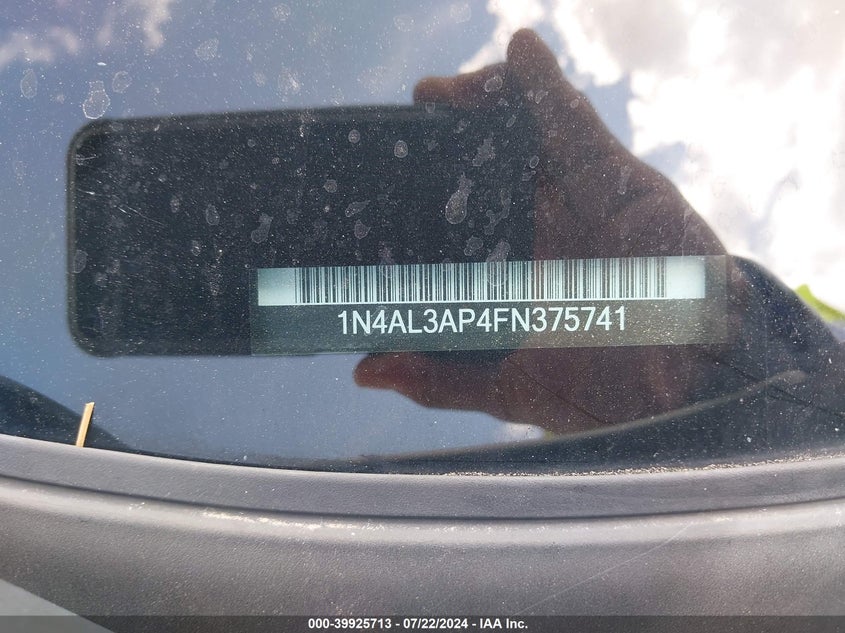 1N4AL3AP4FN375741
000-39925713 - 07/22/2024 - IAA Inc.